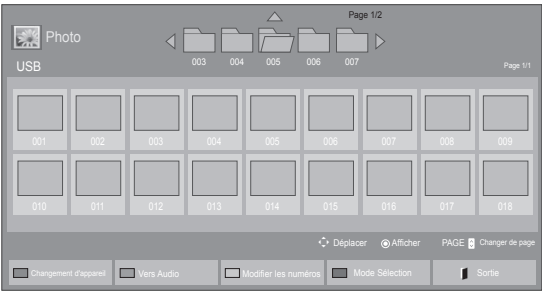 Page 1/2
Photo
003 004 005 006 007
USB
Page 1/1
001 002 003 004 005 006 007 008 009
010 011 012 013 014 015 016 017 018
Déplacer Afficher PAGE Changer de page
Changement d'appareil Vers Audio Modifier les numéros Mode Sélection Sortie